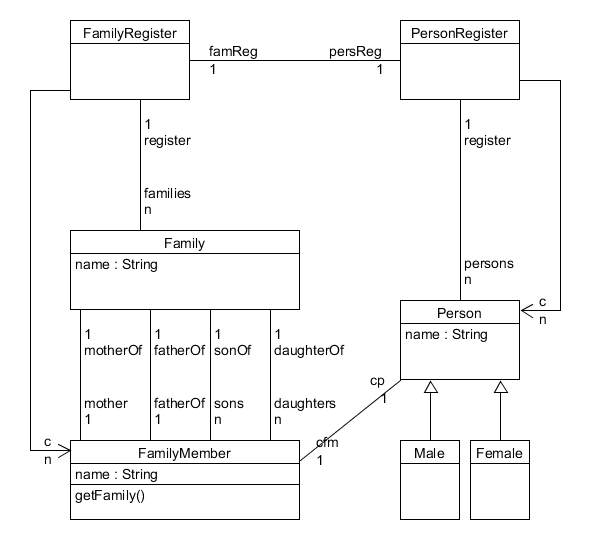 FamilyRegister
PersonRegister
famReg
persReg
1
1
1
register
1
register
families
n
Family
name : String
persons
n
c
n
Person
name : String
1
motherOf
1
fatherOf
1
sonOf
1
daughterOf
cp
1
mother
1
fatherOf
1
sons
n
daughters
n
c
n
cfm
1
FamilyMember
name : String
getFamily()
Male
Female